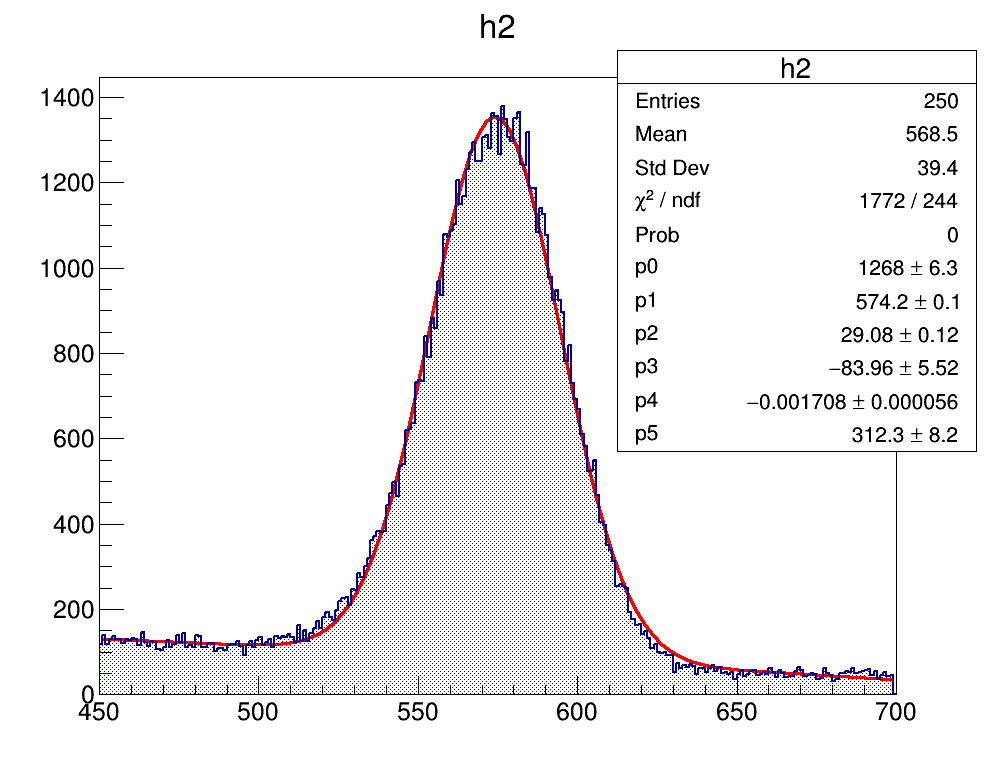 h2
h2
Entries 250
Mean 568.5
Std Dev 39.4
χ² / ndf 1772 / 244
Prob 0
p0 1268 ± 6.3
p1 574.2 ± 0.1
p2 29.08 ± 0.12
p3 −83.96 ± 5.52
p4 −0.001708 ± 0.000056
p5 312.3 ± 8.2
1400
1200
1000
800
600
400
200
0
450 500 550 600 650 700